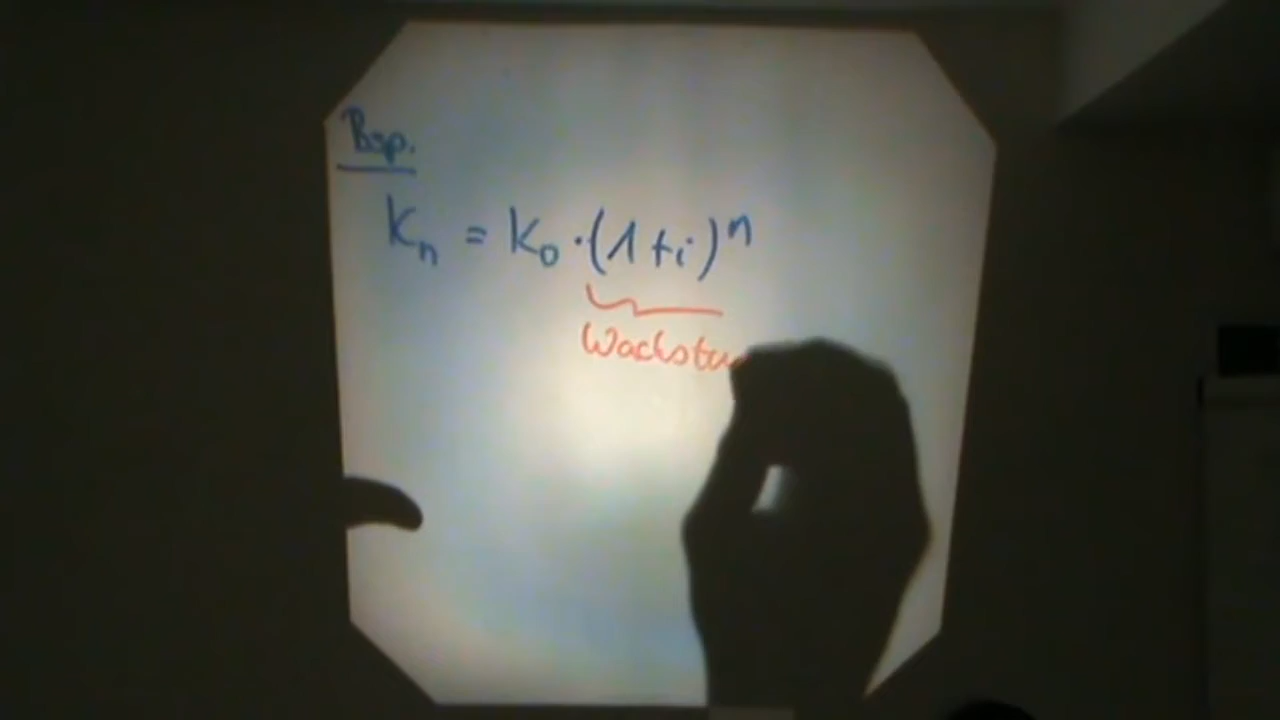 Bsp.
Kn = K0 · (1+i)^n
Wachstu